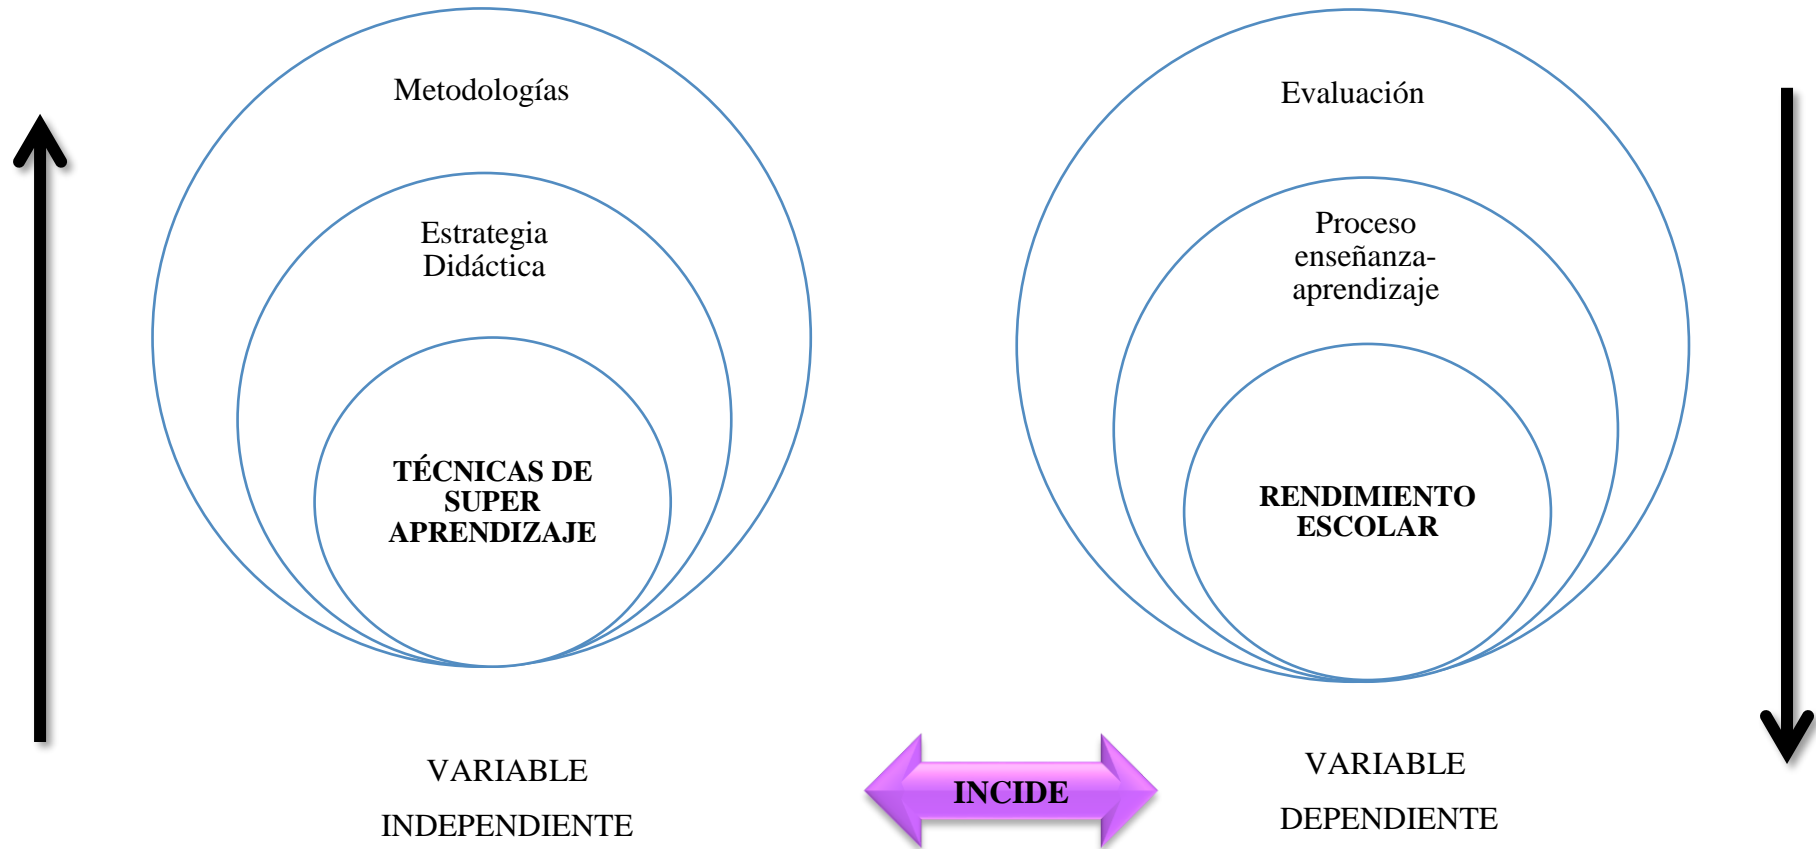 Metodologías
Estrategia
Didáctica
TÉCNICAS DE
SUPER
APRENDIZAJE
Evaluación
Proceso
enseñanza-
aprendizaje
RENDIMIENTO
ESCOLAR
VARIABLE
INDEPENDIENTE
INCIDE
VARIABLE
DEPENDIENTE